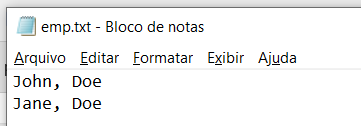 emp.txt - Bloco de notas
Arquivo Editar Formatar Exibir Ajuda
John, Doe
Jane, Doe